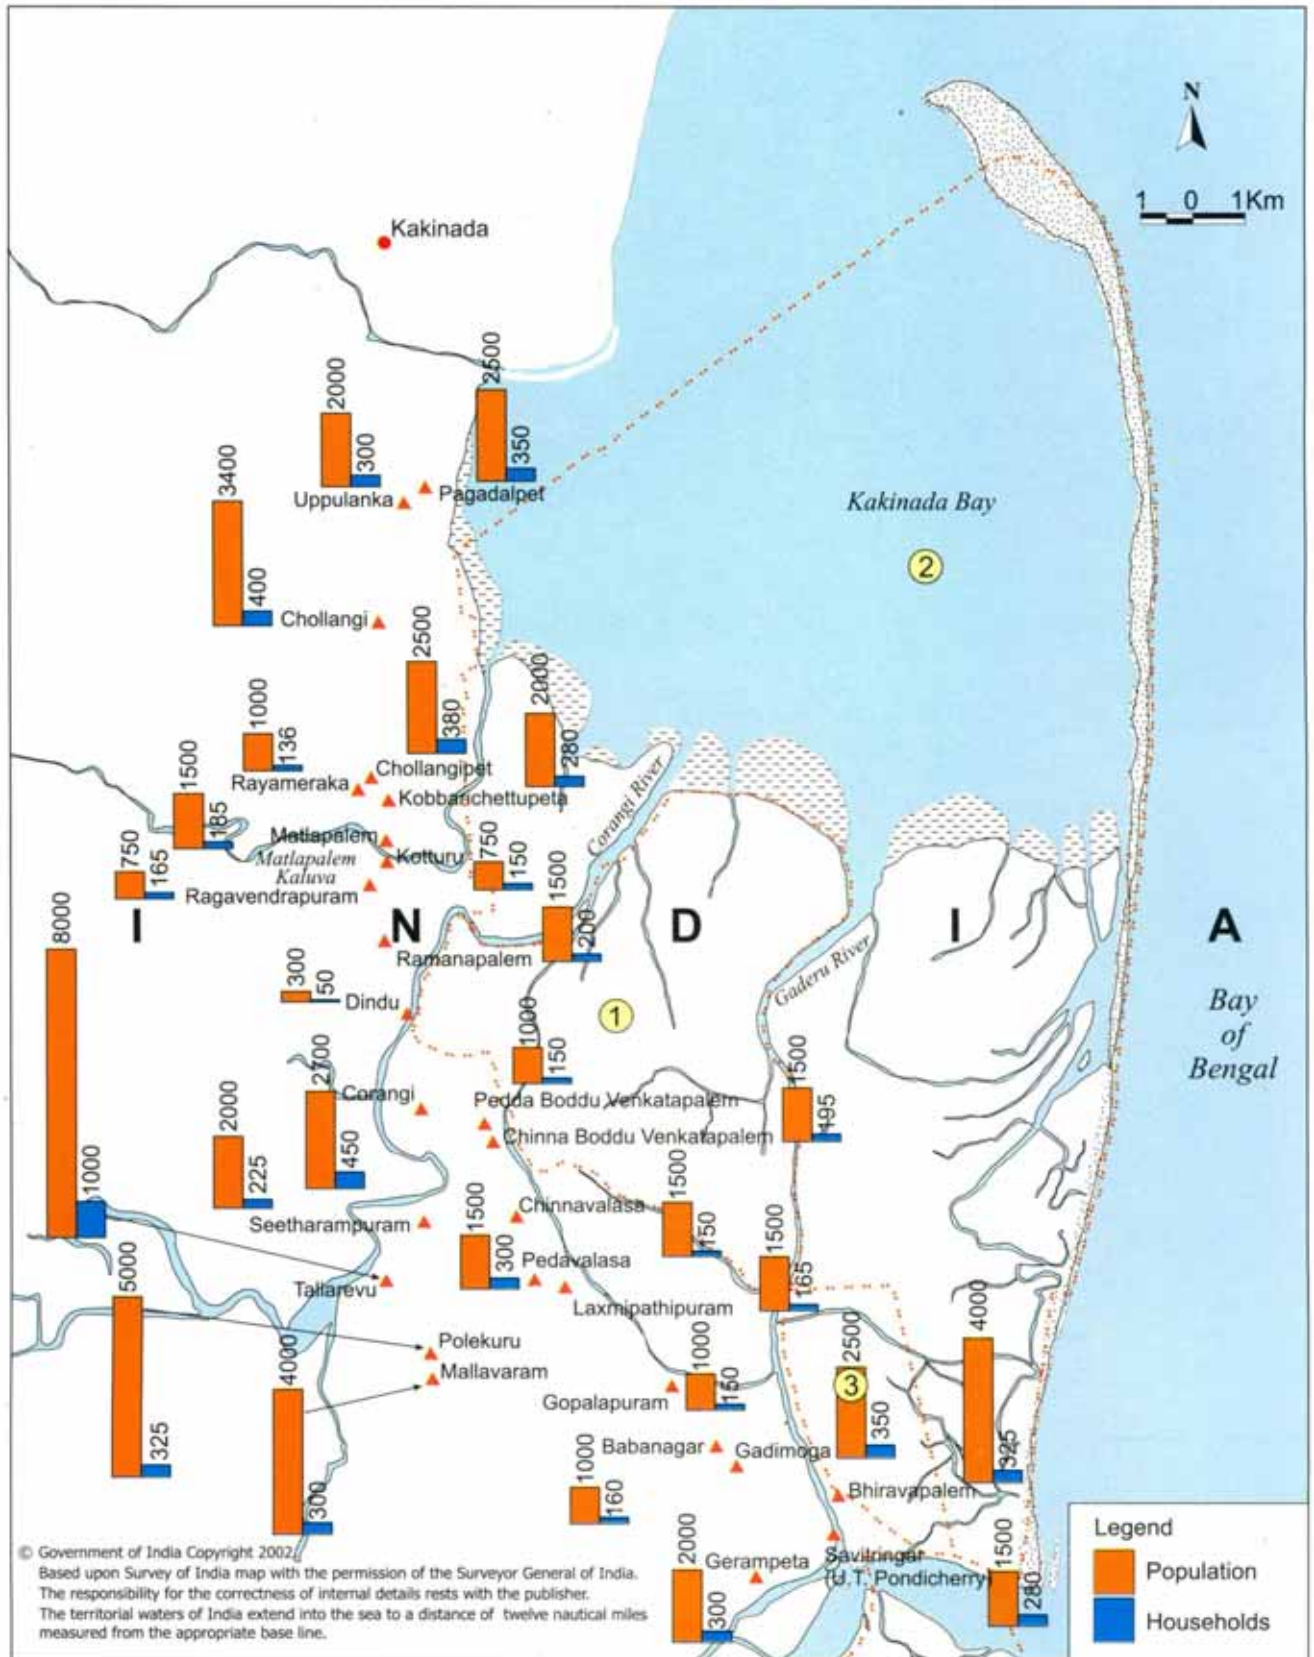 N
1 0 1Km
Kakinada
2500
350
2000
300
Uppulanka
Pagadalpet
3400
400
Kakinada Bay
2
Chollangi
2500
380
2000
280
1000
136
Chollangipet
Rayameraka
Kobbarichettupeta
1500
185
Corangi River
Matlapalem
Matlapalem
Kaluva
Kotturu
750
165
750
150
Ragavendrapuram
1500
200
I N D I A
8000
1000
Ramanapalem
Gaderu River
300
50
Dindu
1
Bay
of
Bengal
1000
150
2700
450
Corangi
Pedda Boddu Venkatapalem
1500
195
Chinna Boddu Venkatapalem
2000
225
Seetharampuram
1500
300
Chinnavalasa
1500
150
Pedavalasa
1500
165
Tallarevu
Laxmipathipuram
5000
325
Polekuru
Mallavaram
4000
300
Gopalapuram
1000
150
2500
3
350
4000
325
Babanagar
Gadimoga
1000
160
Bhiravapalem
2000
300
Gerampeta
Savitringar
(U.T. Pondicherry)
1500
280
Legend
Population
Households
© Government of India Copyright 2002.
Based upon Survey of India map with the permission of the Surveyor General of India.
The responsibility for the correctness of internal details rests with the publisher.
The territorial waters of India extend into the sea to a distance of twelve nautical miles
measured from the appropriate base line.